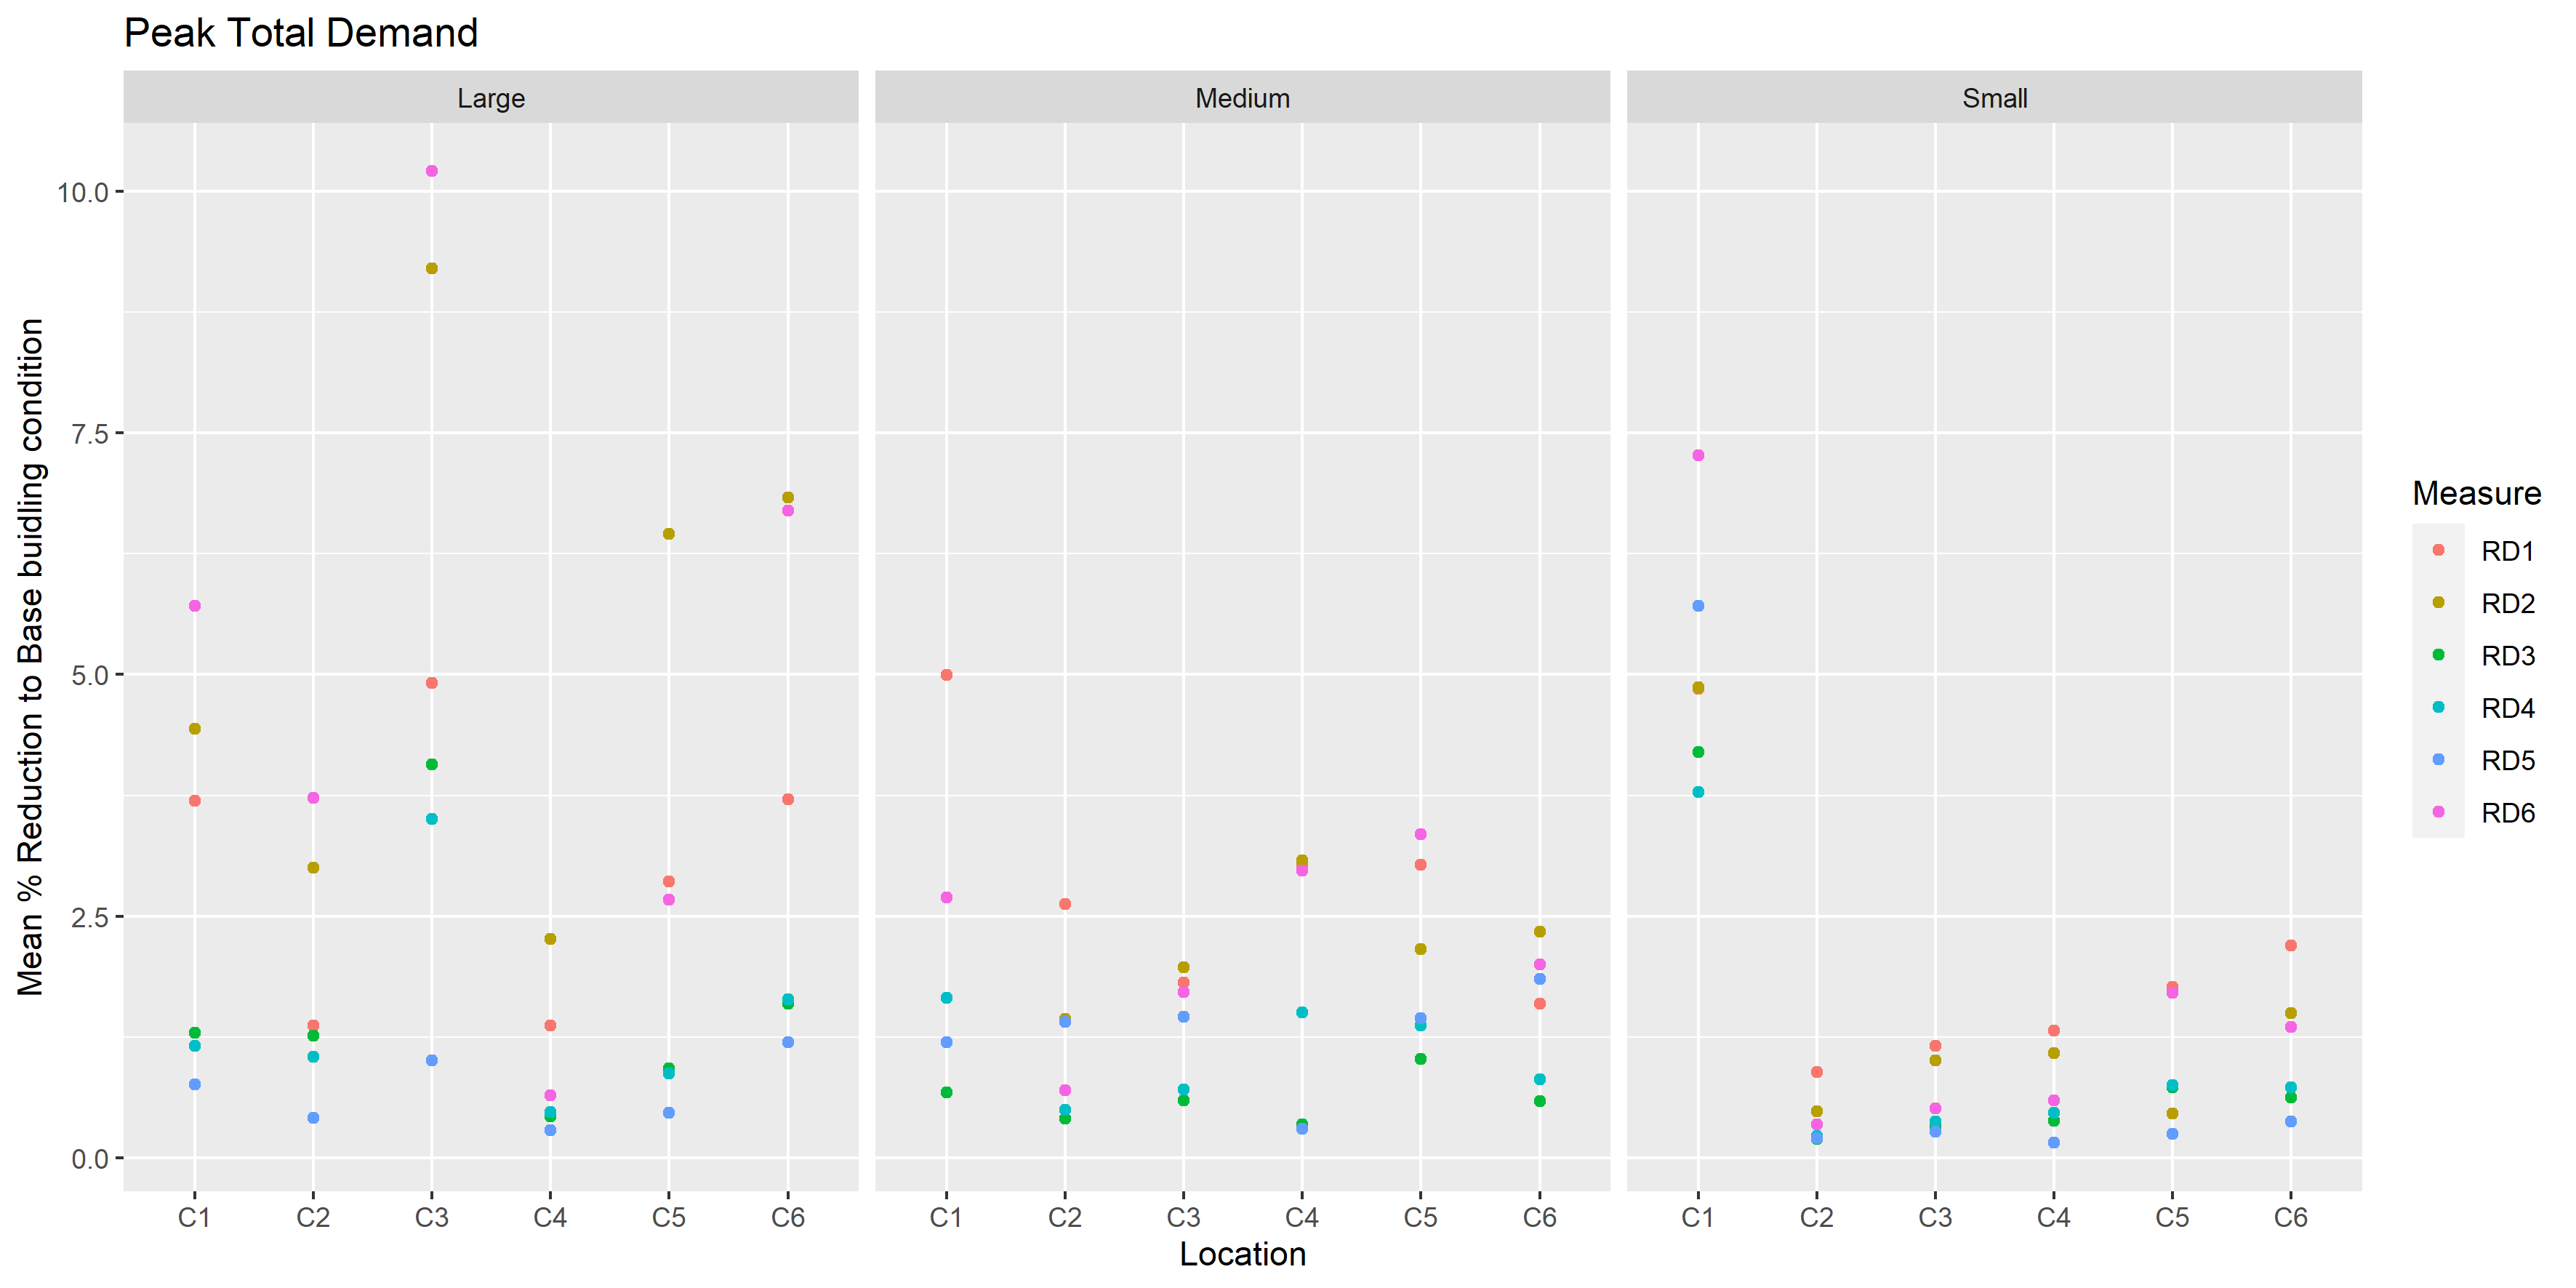 Peak Total Demand
Large
Medium
Small
Mean % Reduction to Base buidling condition
10.0
7.5
5.0
2.5
0.0
C1 C2 C3 C4 C5 C6
C1 C2 C3 C4 C5 C6
C1 C2 C3 C4 C5 C6
Location
Measure
RD1
RD2
RD3
RD4
RD5
RD6